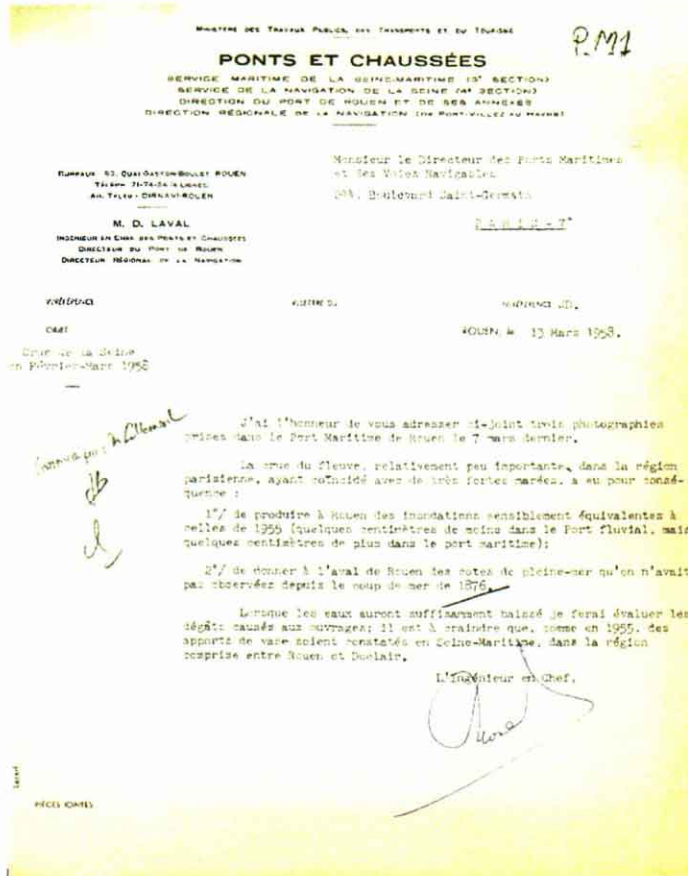 MINISTÈRE DES TRAVAUX PUBLICS, DES TRANSPORTS ET DU TOURISME
P.M1
PONTS ET CHAUSSÉES
SERVICE MARITIME DE LA SEINE-MARITIME (3e SECTION)
SERVICE DE LA NAVIGATION DE LA SEINE (4e SECTION)
DIRECTION DU PORT DE ROUEN ET DE SES ANNEXES
DIRECTION RÉGIONALE DE LA NAVIGATION (DE PORT-VILLEZ AU HAVRE)
Monsieur le Directeur des Ports Maritimes
et des Voies Navigables
Boulevard Saint-Germain
PARIS - 7°
BUREAUX QUAI GASTON-BOULET ROUEN
M. D. LAVAL
INGÉNIEUR EN CHEF DES PONTS ET CHAUSSÉES
DIRECTEUR DU PORT DE ROUEN
DIRECTEUR RÉGIONAL DE LA NAVIGATION
OBJET
ROUEN, le 13 Mars 1958.
Crue de la Seine
en Février-Mars 1958
J'ai l'honneur de vous adresser ci-joint trois photographies
prises dans le Port Maritime de Rouen le 7 mars dernier.
La crue du fleuve, relativement peu importante, dans la région
parisienne, ayant coïncidé avec de très fortes marées, a eu pour consé-
quence :
1°/ de produire à Rouen des inondations sensiblement équivalentes à
celles de 1955 (quelques centimètres de moins dans le Port fluvial, mais
quelques centimètres de plus dans le port maritime);
2°/ de donner à l'aval de Rouen des cotes de pleine-mer qu'on n'avait
pas observées depuis le coup de mer de 1876.
Lorsque les eaux auront suffisamment baissé je ferai évaluer les
dégâts causés aux ouvrages; il est à craindre que, comme en 1955, des
apports de vase soient constatés en Seine-Maritime, dans la région
comprise entre Rouen et Duclair.
L'Ingénieur en Chef,
PIÈCES JOINTES